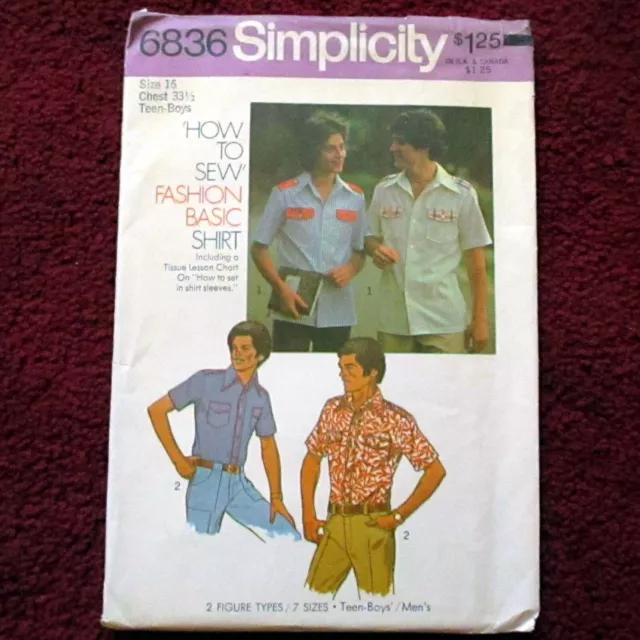 6836 Simplicity $1.25
IN U.S.A. & CANADA
$1.25
Size 16
Chest 33½
Teen-Boys
'HOW
TO
SEW'
FASHION
BASIC
SHIRT
Including a
Tissue Lesson Chart
On "How to set
in shirt sleeves."
1
1
2
2
2 FIGURE TYPES / 7 SIZES • Teen-Boys' / Men's